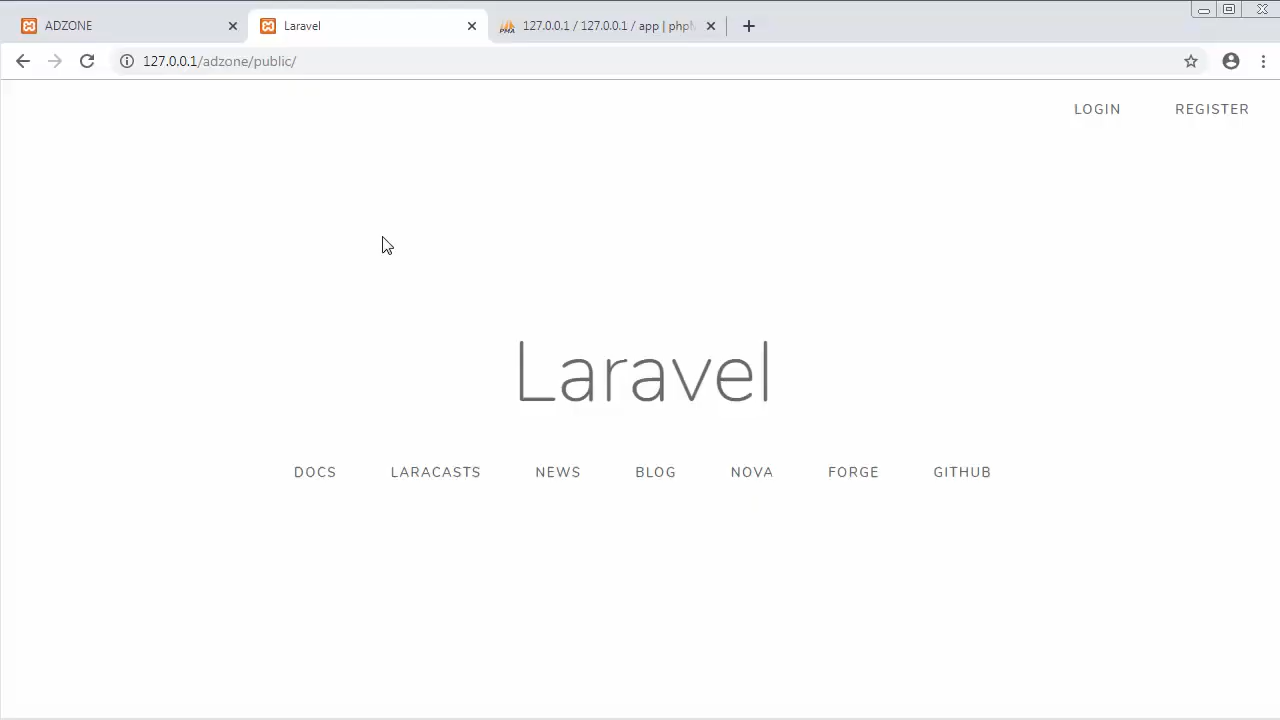 ADZONE
Laravel
127.0.0.1 / 127.0.0.1 / app | php
127.0.0.1/adzone/public/
LOGIN REGISTER
Laravel
DOCS LARACASTS NEWS BLOG NOVA FORGE GITHUB